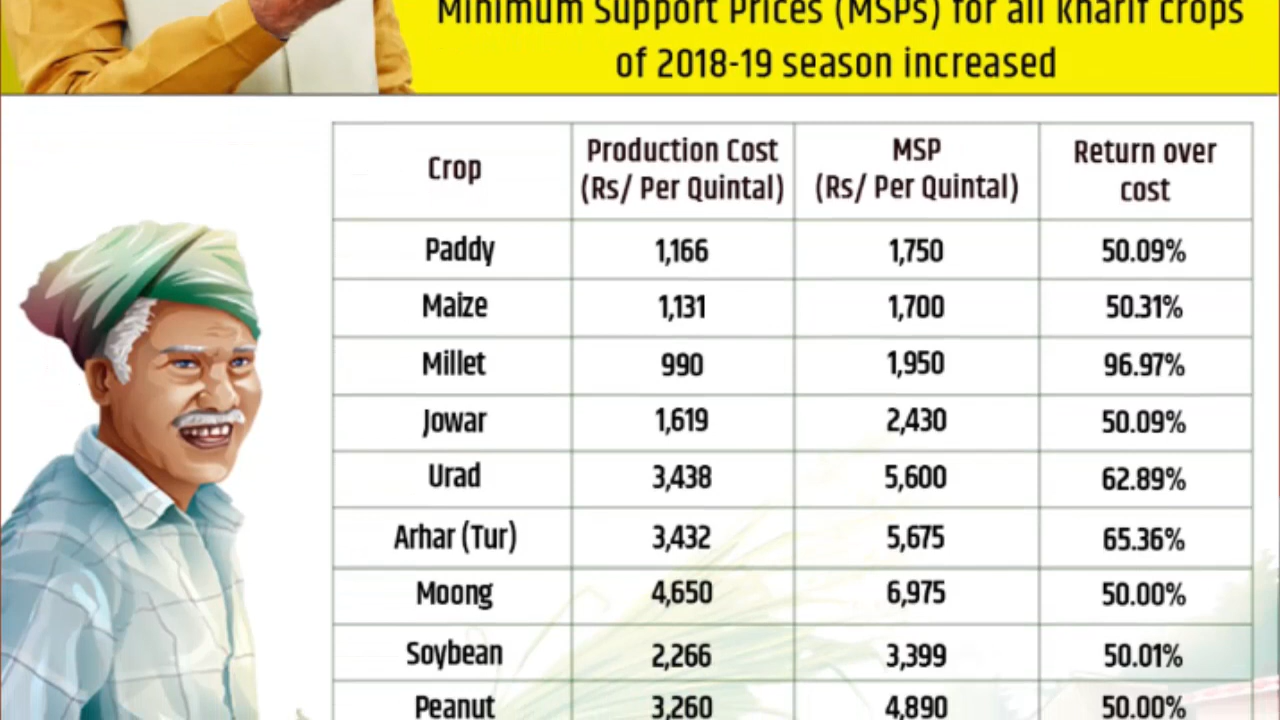 Minimum Support Prices (MSPs) for all kharif crops
of 2018-19 season increased
Crop
Production Cost
(Rs/ Per Quintal)
MSP
(Rs/ Per Quintal)
Return over
cost
Paddy 1,166 1,750 50.09%
Maize 1,131 1,700 50.31%
Millet 990 1,950 96.97%
Jowar 1,619 2,430 50.09%
Urad 3,438 5,600 62.89%
Arhar (Tur) 3,432 5,675 65.36%
Moong 4,650 6,975 50.00%
Soybean 2,266 3,399 50.01%
Peanut 3,260 4,890 50.00%